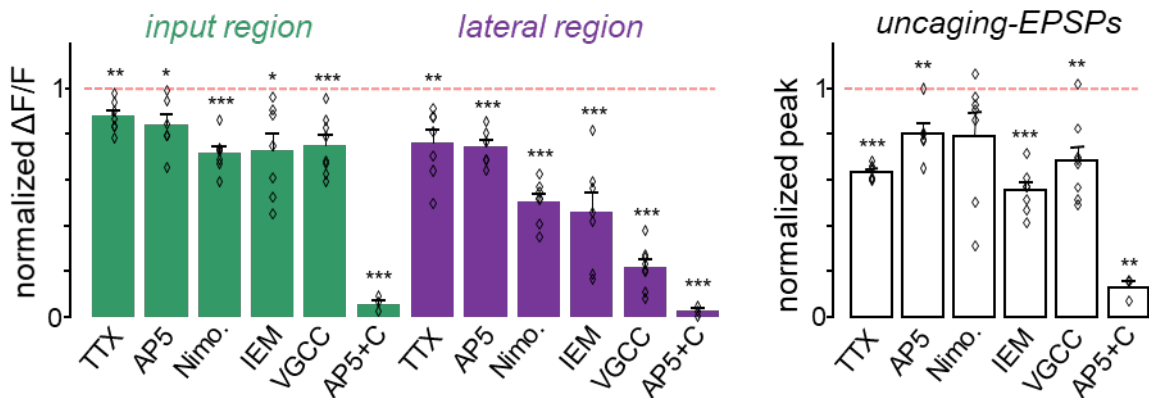 input region lateral region uncaging-EPSPs
normalized ΔF/F
1
0
** * *** * *** *** ** *** *** *** *** ***
TTX AP5 Nimo. IEM VGCC AP5+C TTX AP5 Nimo. IEM VGCC AP5+C
normalized peak
1
0
*** ** *** ** **
TTX AP5 Nimo. IEM VGCC AP5+C